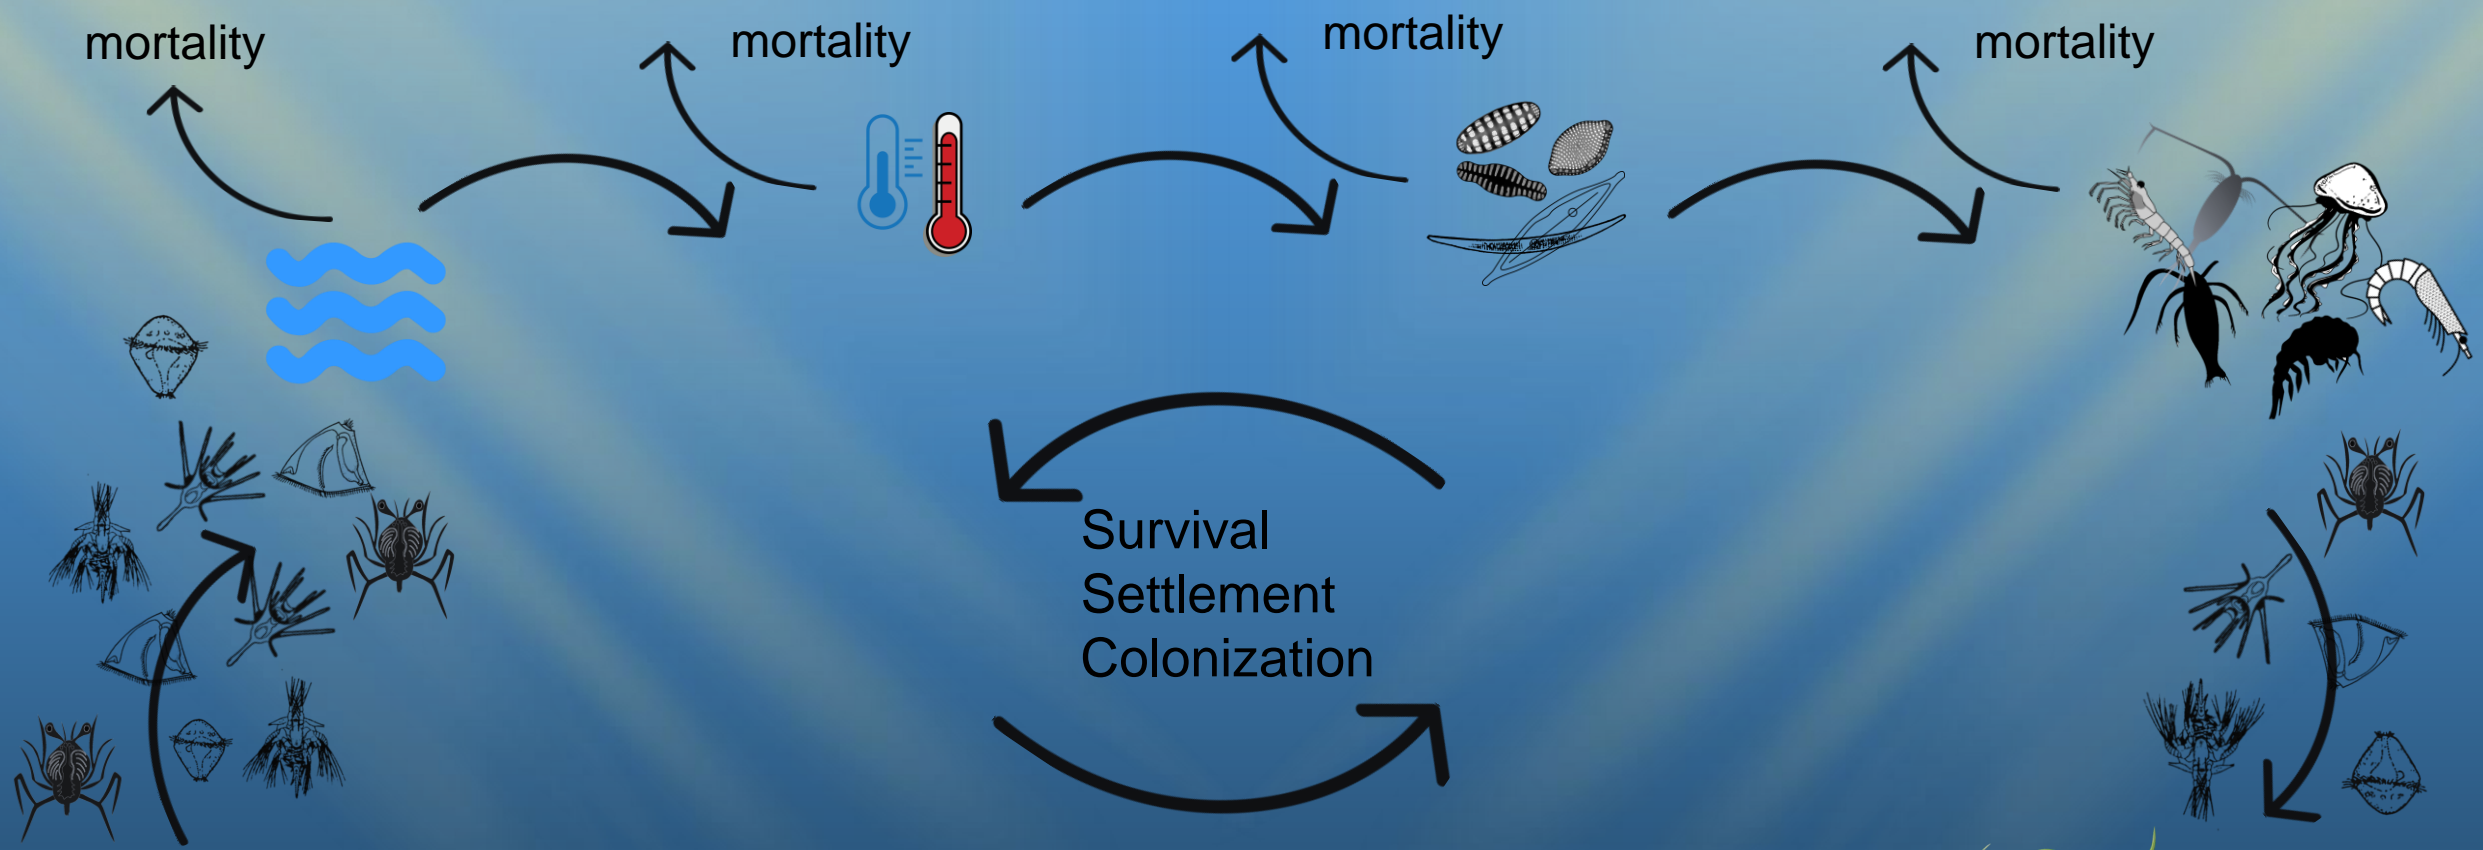 mortality
mortality
mortality
mortality
Survival
Settlement
Colonization